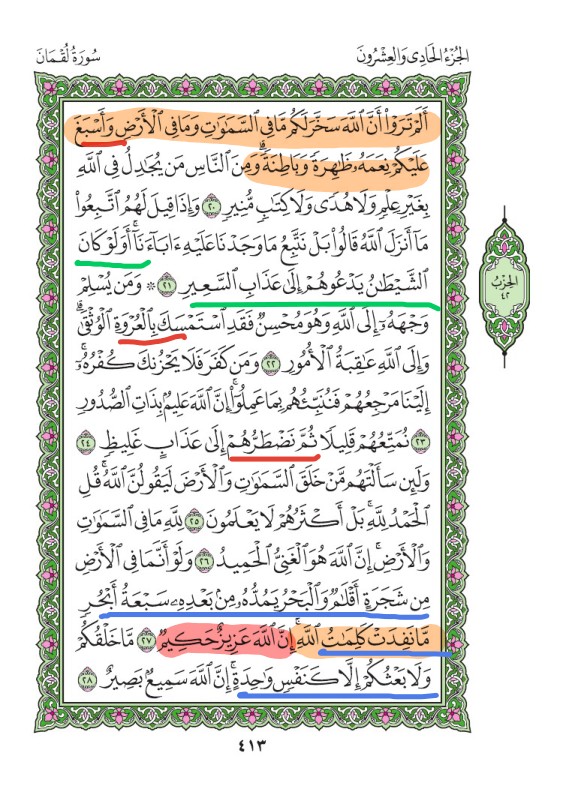 الجُزْءُ الحَادِى وَالعِشْرُونَ
سُورَةُ لُقْمَانَ
أَلَمْ تَرَوْا۟ أَنَّ ٱللَّهَ سَخَّرَ لَكُم مَّا فِى ٱلسَّمَٰوَٰتِ وَمَا فِى ٱلْأَرْضِ وَأَسْبَغَ
عَلَيْكُمْ نِعَمَهُۥ ظَٰهِرَةً وَبَاطِنَةً ۗ وَمِنَ ٱلنَّاسِ مَن يُجَٰدِلُ فِى ٱللَّهِ
بِغَيْرِ عِلْمٍ وَلَا هُدًى وَلَا كِتَٰبٍ مُّنِيرٍ ٢٠ وَإِذَا قِيلَ لَهُمُ ٱتَّبِعُوا۟
مَآ أَنزَلَ ٱللَّهُ قَالُوا۟ بَلْ نَتَّبِعُ مَا وَجَدْنَا عَلَيْهِ ءَابَآءَنَآ ۚ أَوَلَوْ كَانَ
ٱلشَّيْطَٰنُ يَدْعُوهُمْ إِلَىٰ عَذَابِ ٱلسَّعِيرِ ٢١ ۞ وَمَن يُسْلِمْ
وَجْهَهُۥٓ إِلَى ٱللَّهِ وَهُوَ مُحْسِنٌ فَقَدِ ٱسْتَمْسَكَ بِٱلْعُرْوَةِ ٱلْوُثْقَىٰ ۗ
وَإِلَى ٱللَّهِ عَٰقِبَةُ ٱلْأُمُورِ ٢٢ وَمَن كَفَرَ فَلَا يَحْزُنكَ كُفْرُهُۥٓ ۚ
إِلَيْنَا مَرْجِعُهُمْ فَنُنَبِّئُهُم بِمَا عَمِلُوٓا۟ ۚ إِنَّ ٱللَّهَ عَلِيمٌۢ بِذَاتِ ٱلصُّدُورِ
٢٣ نُمَتِّعُهُمْ قَلِيلًا ثُمَّ نَضْطَرُّهُمْ إِلَىٰ عَذَابٍ غَلِيظٍ ٢٤
وَلَئِن سَأَلْتَهُم مَّنْ خَلَقَ ٱلسَّمَٰوَٰتِ وَٱلْأَرْضَ لَيَقُولُنَّ ٱللَّهُ ۚ قُلِ
ٱلْحَمْدُ لِلَّهِ ۚ بَلْ أَكْثَرُهُمْ لَا يَعْلَمُونَ ٢٥ لِلَّهِ مَا فِى ٱلسَّمَٰوَٰتِ
وَٱلْأَرْضِ ۚ إِنَّ ٱللَّهَ هُوَ ٱلْغَنِىُّ ٱلْحَمِيدُ ٢٦ وَلَوْ أَنَّمَا فِى ٱلْأَرْضِ
مِن شَجَرَةٍ أَقْلَٰمٌ وَٱلْبَحْرُ يَمُدُّهُۥ مِنۢ بَعْدِهِۦ سَبْعَةُ أَبْحُرٍ
مَّا نَفِدَتْ كَلِمَٰتُ ٱللَّهِ ۗ إِنَّ ٱللَّهَ عَزِيزٌ حَكِيمٌ ٢٧ مَّا خَلْقُكُمْ
وَلَا بَعْثُكُمْ إِلَّا كَنَفْسٍ وَٰحِدَةٍ ۗ إِنَّ ٱللَّهَ سَمِيعٌۢ بَصِيرٌ ٢٨
الحِزْبُ
٤٢
٤١٣